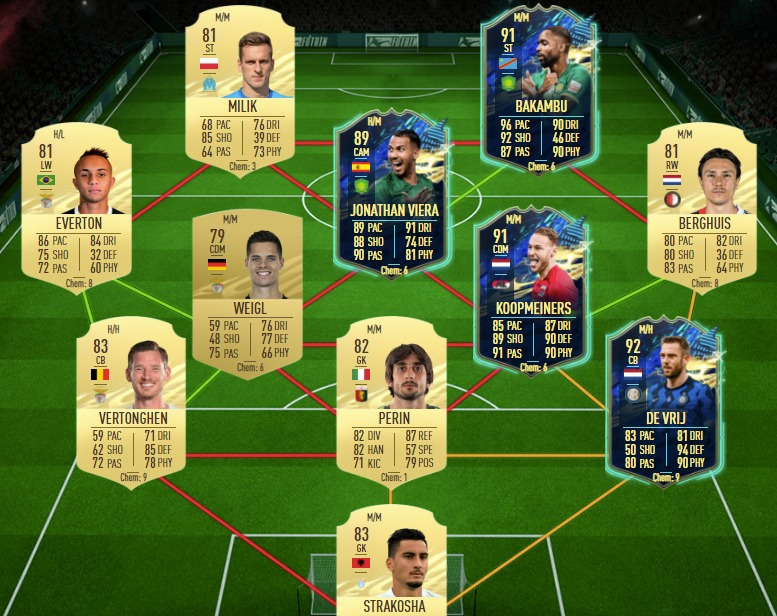 M/M
81
ST
MILIK
68 PAC 76 DRI
85 SHO 39 DEF
64 PAS 73 PHY
Chem: 3
M/M
91
ST
BAKAMBU
96 PAC 90 DRI
92 SHO 46 DEF
87 PAS 90 PHY
Chem: 6
H/L
81
LW
EVERTON
86 PAC 84 DRI
75 SHO 32 DEF
72 PAS 60 PHY
Chem: 8
H/M
89
CAM
JONATHAN VIERA
89 PAC 91 DRI
88 SHO 74 DEF
90 PAS 81 PHY
Chem: 6
M/M
81
RW
BERGHUIS
80 PAC 82 DRI
80 SHO 36 DEF
83 PAS 64 PHY
Chem: 8
M/M
79
CDM
WEIGL
59 PAC 76 DRI
48 SHO 77 DEF
75 PAS 66 PHY
Chem: 6
M/M
91
CDM
KOOPMEINERS
85 PAC 87 DRI
89 SHO 90 DEF
91 PAS 90 PHY
Chem: 6
H/H
83
CB
VERTONGHEN
59 PAC 71 DRI
62 SHO 85 DEF
72 PAS 78 PHY
Chem: 9
M/M
82
GK
PERIN
82 DIV 87 REF
82 HAN 57 SPE
71 KIC 79 POS
Chem: 1
M/H
92
CB
DE VRIJ
83 PAC 81 DRI
50 SHO 94 DEF
80 PAS 90 PHY
Chem: 9
M/M
83
GK
STRAKOSHA